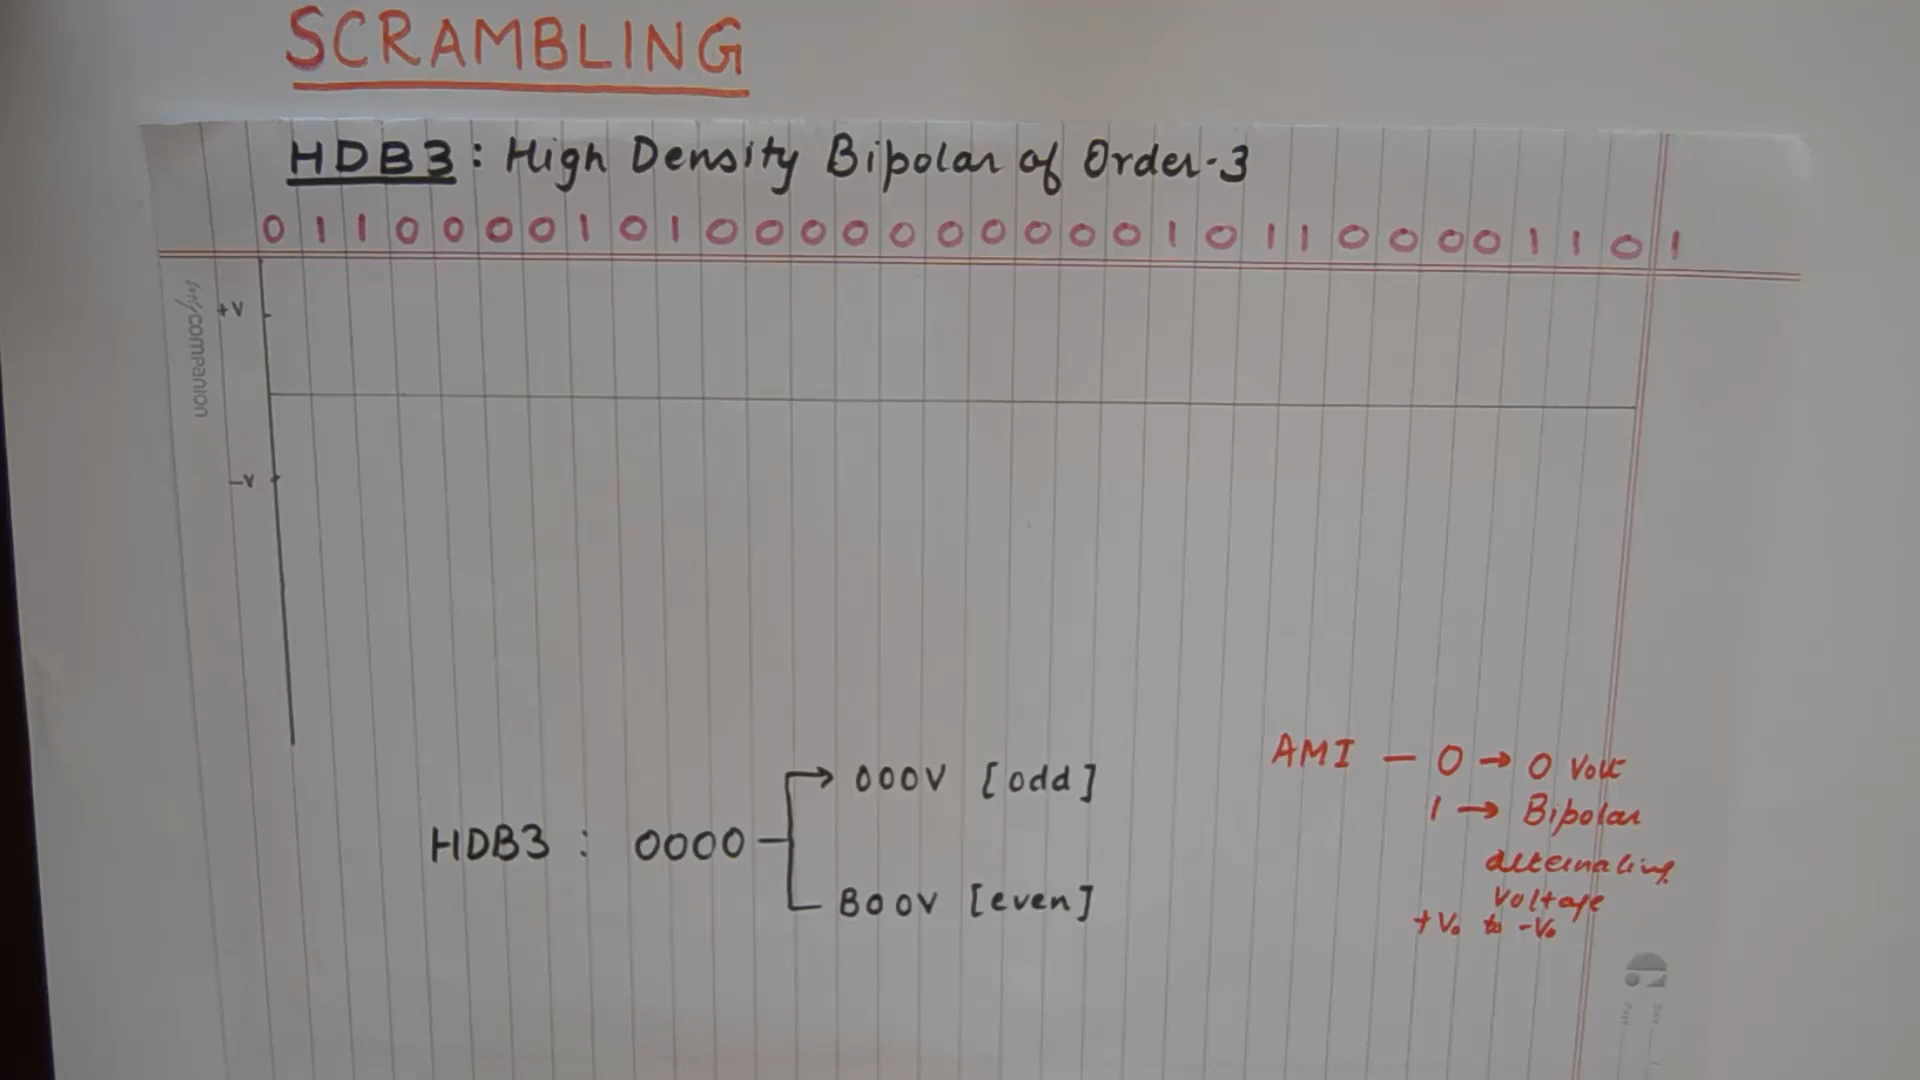 SCRAMBLING
HDB3: High Density Bipolar of Order-3
0 1 1 0 0 0 0 1 0 1 0 0 0 0 0 0 0 0 0 0 1 0 1 1 0 0 0 0 1 1 0 1
+V
my companion
-V
AMI - 0 → 0 Volt
1 → Bipolar
alternating
voltage
+V₀ to -V₀
000V [odd]
HDB3 : 0000
B00V [even]